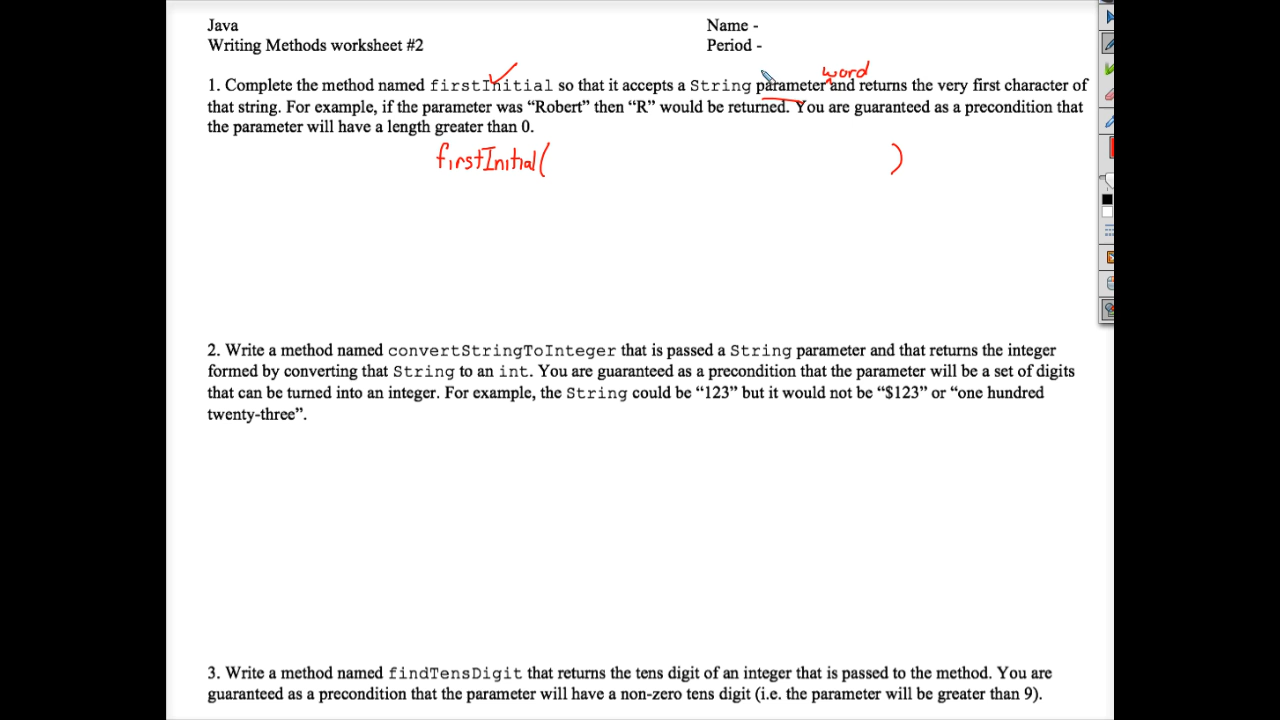 Java
Name -
Writing Methods worksheet #2
Period -
word
1. Complete the method named firstInitial so that it accepts a String parameter and returns the very first character of
that string. For example, if the parameter was “Robert” then “R” would be returned. You are guaranteed as a precondition that
the parameter will have a length greater than 0.
firstInitial( )
2. Write a method named convertStringToInteger that is passed a String parameter and that returns the integer
formed by converting that String to an int. You are guaranteed as a precondition that the parameter will be a set of digits
that can be turned into an integer. For example, the String could be “123” but it would not be “$123” or “one hundred
twenty-three”.
3. Write a method named findTensDigit that returns the tens digit of an integer that is passed to the method. You are
guaranteed as a precondition that the parameter will have a non-zero tens digit (i.e. the parameter will be greater than 9).